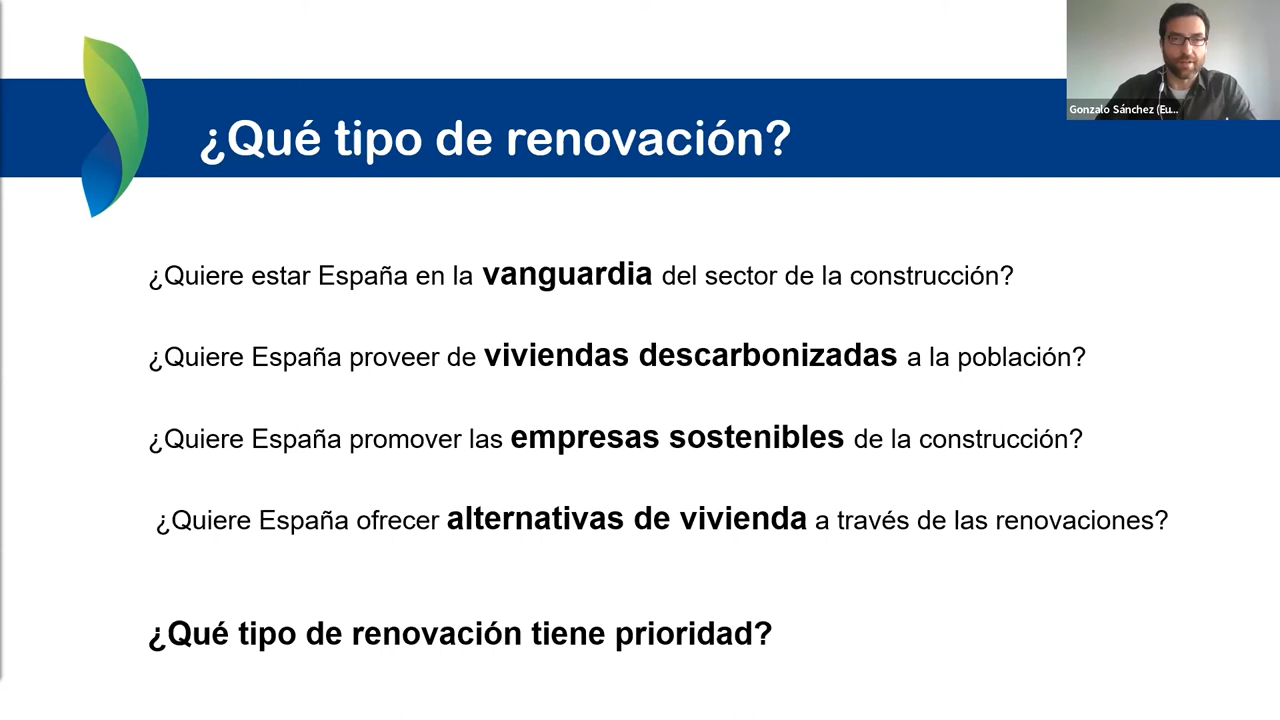 Gonzalo Sánchez (Eu...
¿Qué tipo de renovación?
¿Quiere estar España en la vanguardia del sector de la construcción?
¿Quiere España proveer de viviendas descarbonizadas a la población?
¿Quiere España promover las empresas sostenibles de la construcción?
¿Quiere España ofrecer alternativas de vivienda a través de las renovaciones?
¿Qué tipo de renovación tiene prioridad?